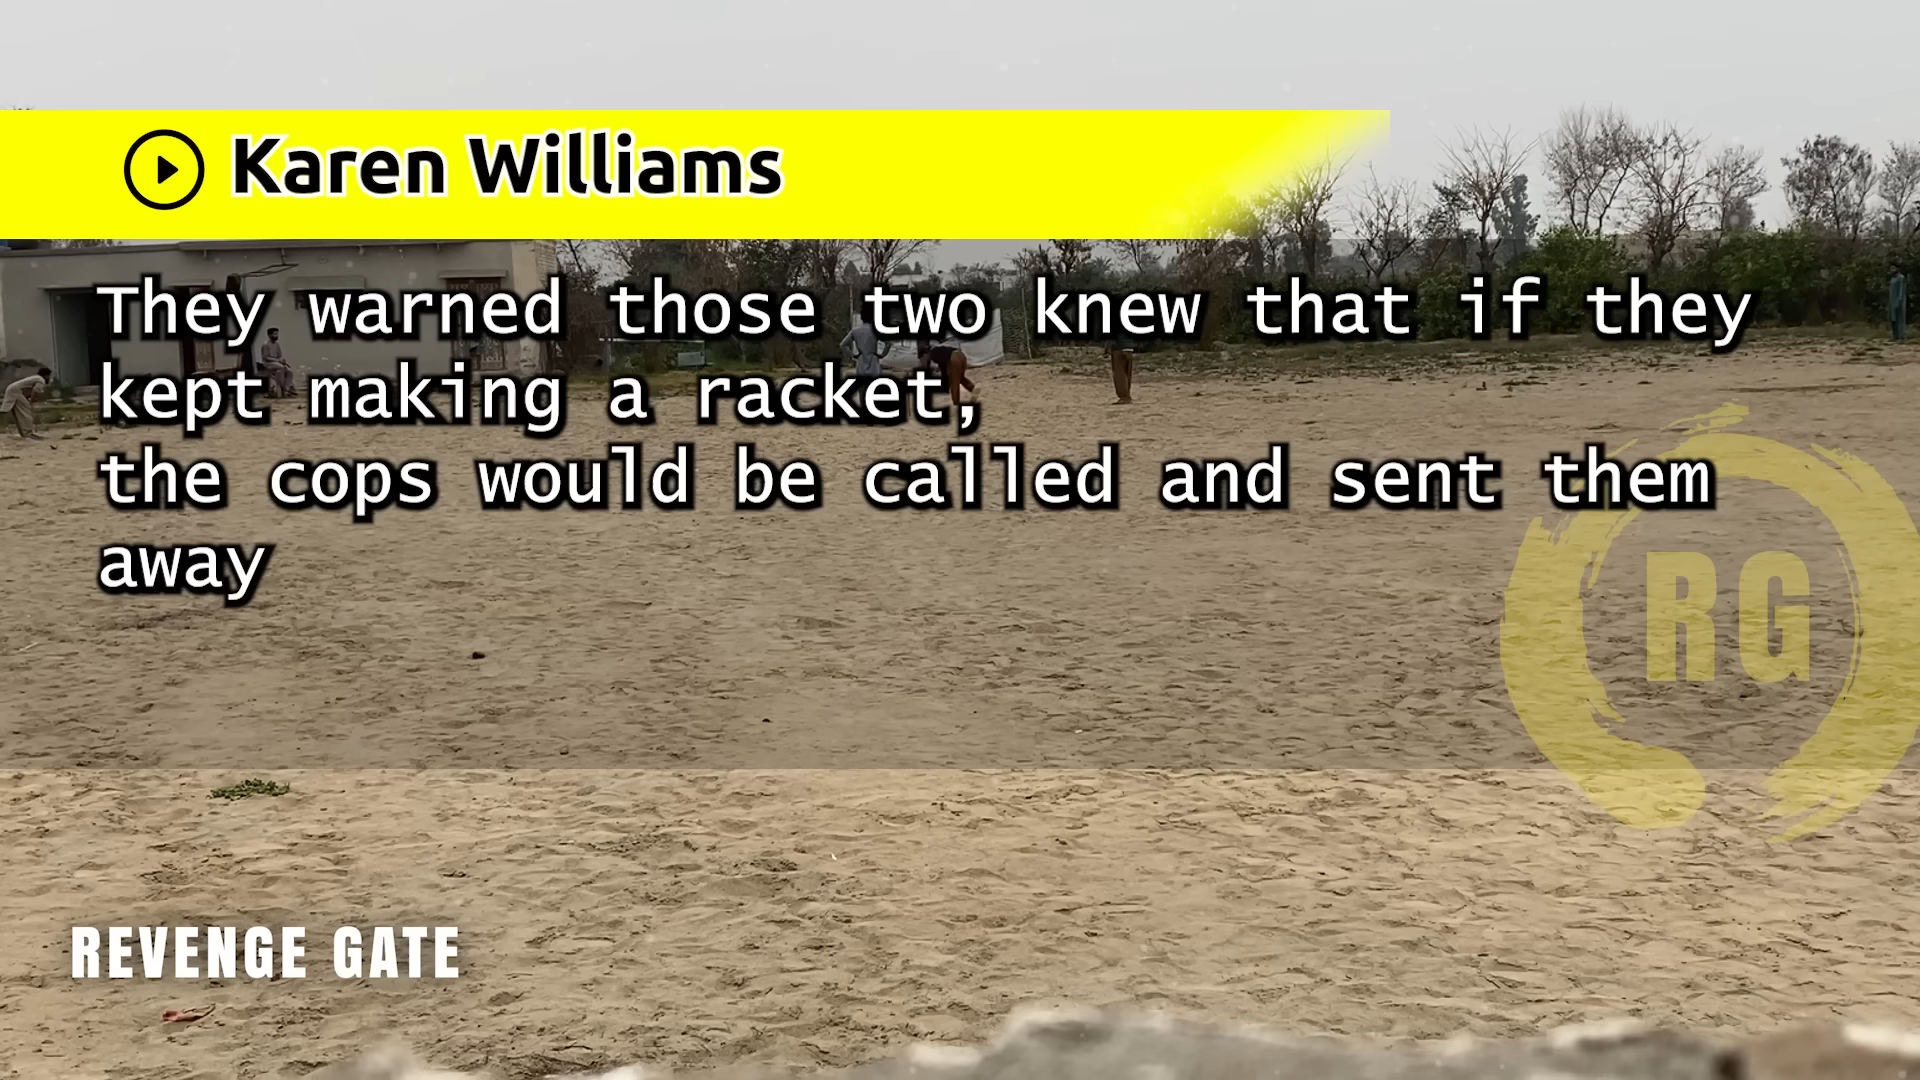 Karen Williams
They warned those two knew that if they
kept making a racket,
the cops would be called and sent them
away
RG
REVENGE GATE